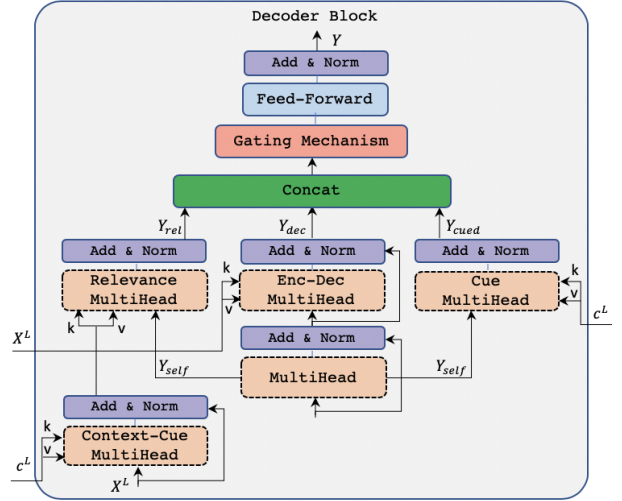 Decoder Block
Y
Add & Norm
Feed-Forward
Gating Mechanism
Concat
Y_rel
Y_dec
Y_cued
Add & Norm
Add & Norm
Add & Norm
Relevance
MultiHead
k
v
Enc-Dec
MultiHead
k
v
Cue
MultiHead
k
v
c^L
X^L
Add & Norm
Y_self
MultiHead
Y_self
Add & Norm
Context-Cue
MultiHead
k
v
c^L
X^L